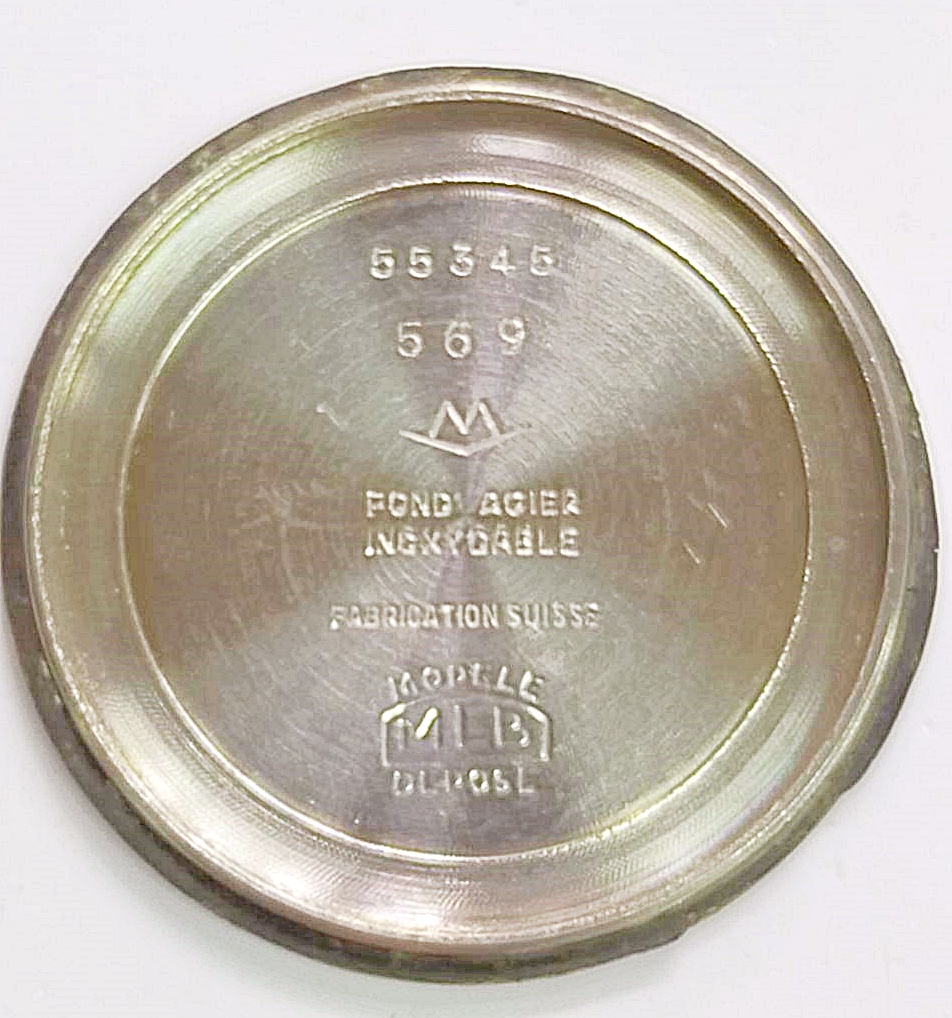 55345
569
M
FOND ACIER
INOXYDABLE
FABRICATION SUISSE
MODELE
MLB
DEPOSE